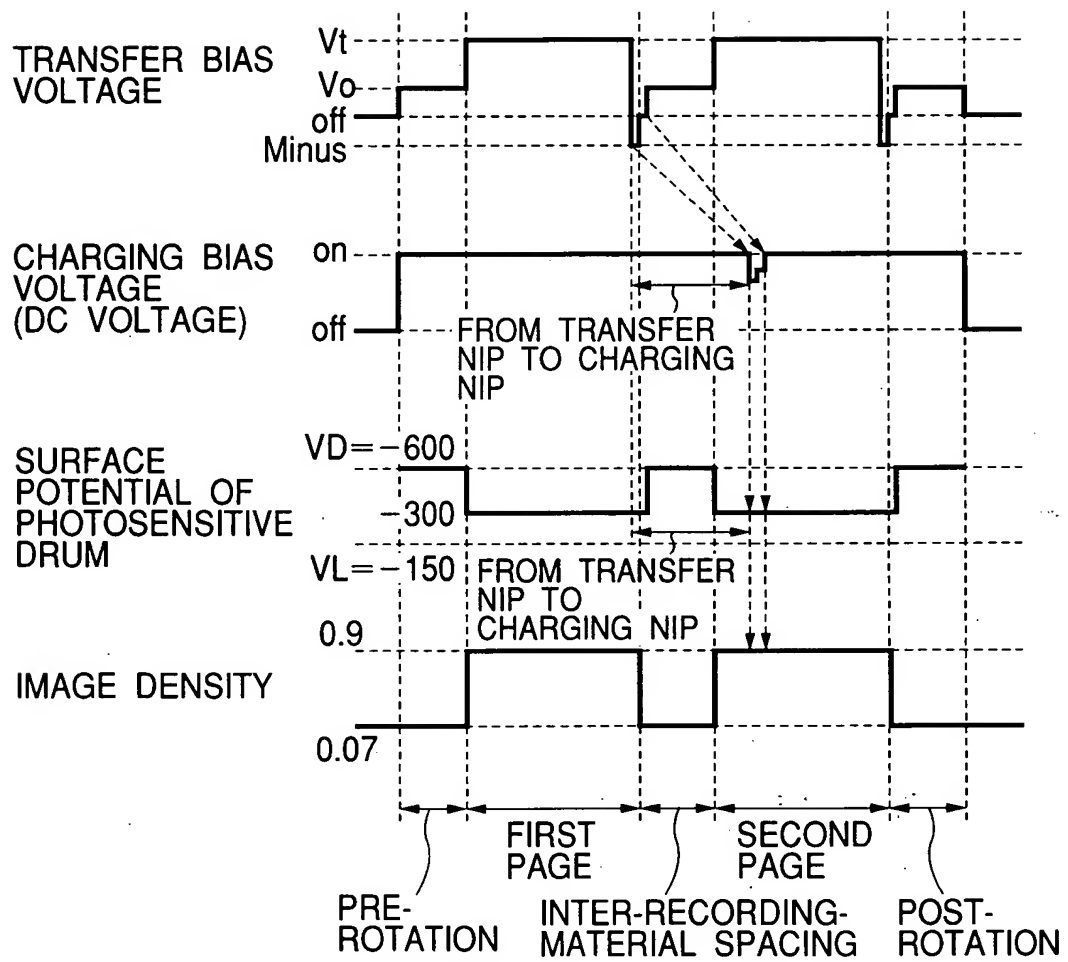 TRANSFER BIAS
VOLTAGE
Vt
Vo
off
Minus
CHARGING BIAS
VOLTAGE
(DC VOLTAGE)
on
off
FROM TRANSFER
NIP TO CHARGING
NIP
SURFACE
POTENTIAL OF
PHOTOSENSITIVE
DRUM
VD=-600
-300
VL=-150
FROM TRANSFER
NIP TO
CHARGING NIP
IMAGE DENSITY
0.9
0.07
FIRST
PAGE
SECOND
PAGE
PRE-
ROTATION
INTER-RECORDING-
MATERIAL SPACING
POST-
ROTATION